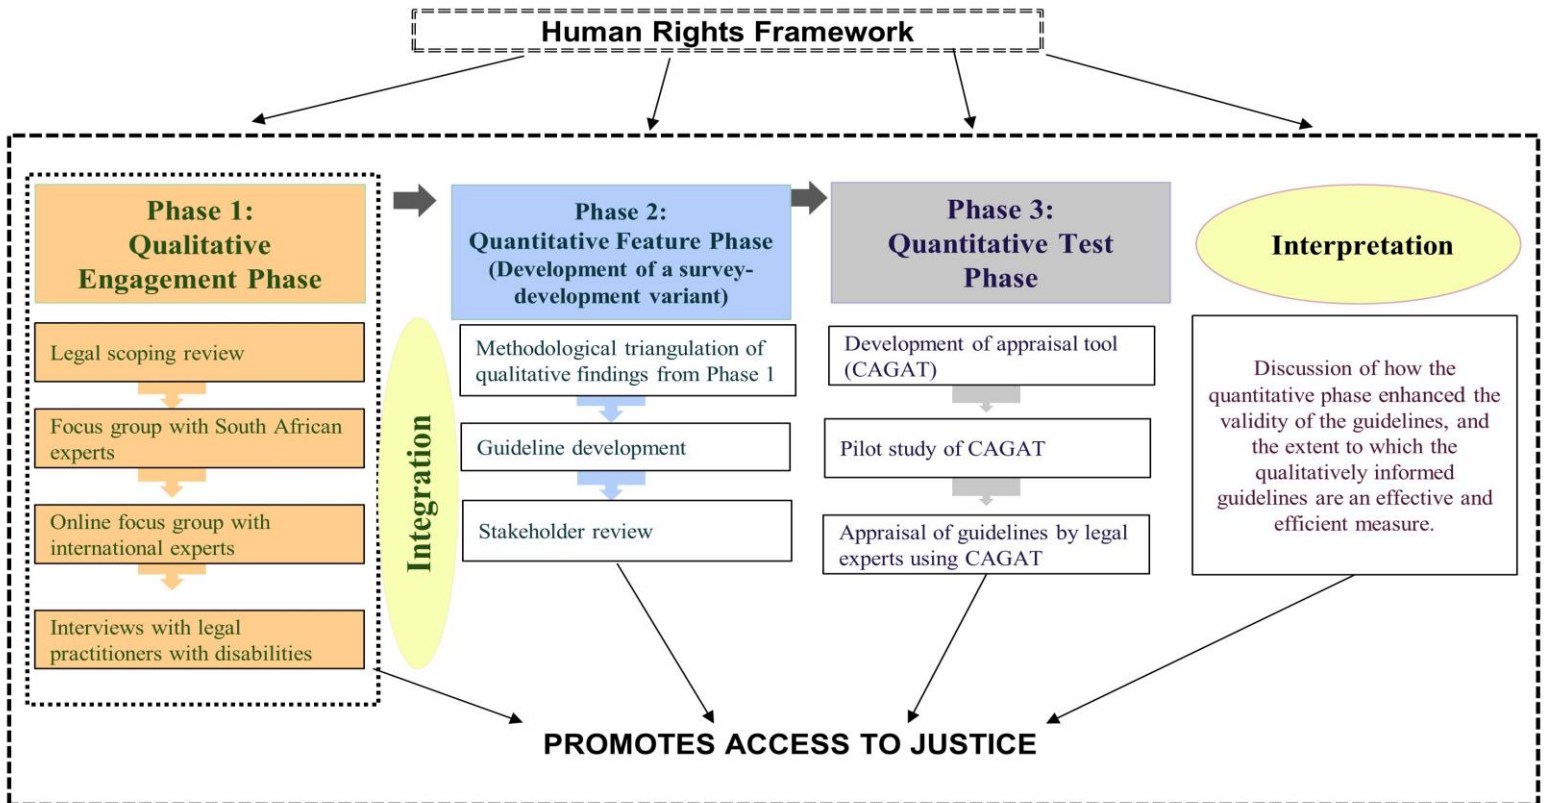 Human Rights Framework
Phase 1:
Qualitative
Engagement Phase
Legal scoping review
Focus group with South African
experts
Online focus group with
international experts
Interviews with legal
practitioners with disabilities
Integration
Phase 2:
Quantitative Feature Phase
(Development of a survey-
development variant)
Methodological triangulation of
qualitative findings from Phase 1
Guideline development
Stakeholder review
Phase 3:
Quantitative Test
Phase
Development of appraisal tool
(CAGAT)
Pilot study of CAGAT
Appraisal of guidelines by legal
experts using CAGAT
Interpretation
Discussion of how the
quantitative phase enhanced the
validity of the guidelines, and
the extent to which the
qualitatively informed
guidelines are an effective and
efficient measure.
PROMOTES ACCESS TO JUSTICE